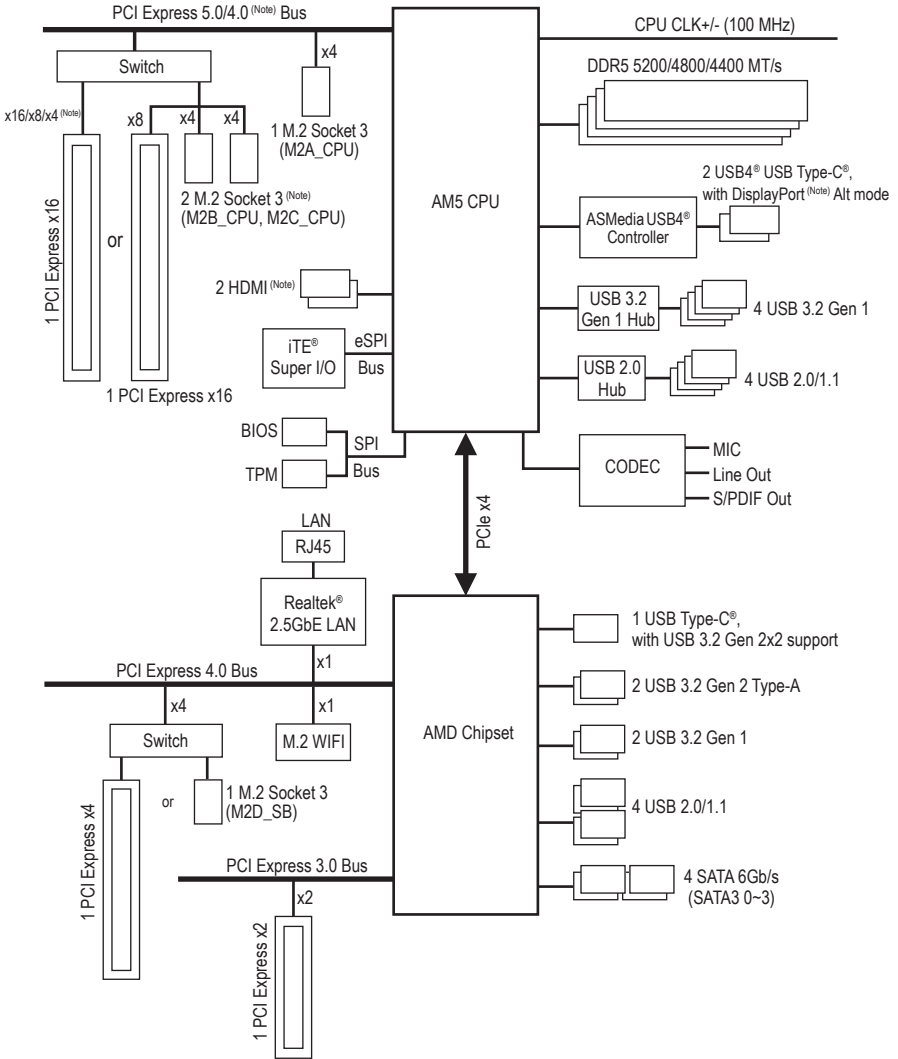 PCI Express 5.0/4.0 (Note) Bus
CPU CLK+/- (100 MHz)
x4
Switch
DDR5 5200/4800/4400 MT/s
x16/x8/x4 (Note)
x8
x4
x4
1 M.2 Socket 3
(M2A_CPU)
2 USB4® USB Type-C®,
with DisplayPort (Note) Alt mode
2 M.2 Socket 3 (Note)
(M2B_CPU, M2C_CPU)
AM5 CPU
ASMedia USB4®
Controller
1 PCI Express x16
or
2 HDMI (Note)
USB 3.2
Gen 1 Hub
4 USB 3.2 Gen 1
iTE®
Super I/O
eSPI
Bus
USB 2.0
Hub
4 USB 2.0/1.1
1 PCI Express x16
BIOS
TPM
SPI
Bus
CODEC
MIC
Line Out
S/PDIF Out
PCIe x4
LAN
RJ45
Realtek®
2.5GbE LAN
1 USB Type-C®,
with USB 3.2 Gen 2x2 support
x1
PCI Express 4.0 Bus
2 USB 3.2 Gen 2 Type-A
x4
x1
Switch
M.2 WIFI
AMD Chipset
2 USB 3.2 Gen 1
1 PCI Express x4
or
1 M.2 Socket 3
(M2D_SB)
4 USB 2.0/1.1
PCI Express 3.0 Bus
4 SATA 6Gb/s
(SATA3 0~3)
x2
1 PCI Express x2